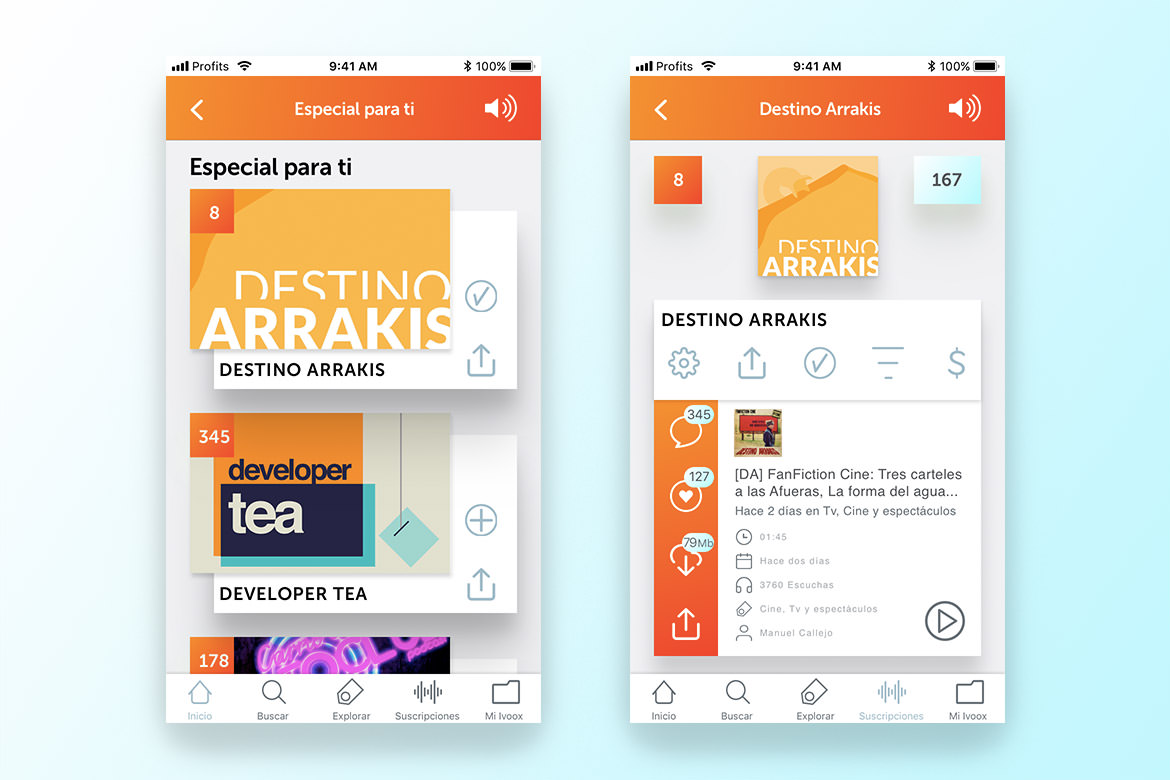 Profits
9:41 AM
100%
Especial para ti
Especial para ti
8
DESTINO
ARRAKIS
DESTINO ARRAKIS
345
developer
tea
DEVELOPER TEA
178
Inicio
Buscar
Explorar
Suscripciones
Mi Ivoox
Profits
9:41 AM
100%
Destino Arrakis
8
167
DESTINO
ARRAKIS
DESTINO ARRAKIS
$
345
127
79Mb
FANFICTION CINE
[DA] FanFiction Cine: Tres carteles
a las Afueras, La forma del agua...
Hace 2 días en Tv, Cine y espectáculos
01:45
Hace dos días
3760 Escuchas
Cine, Tv y espectáculos
Manuel Callejo
Inicio
Buscar
Explorar
Suscripciones
Mi Ivoox